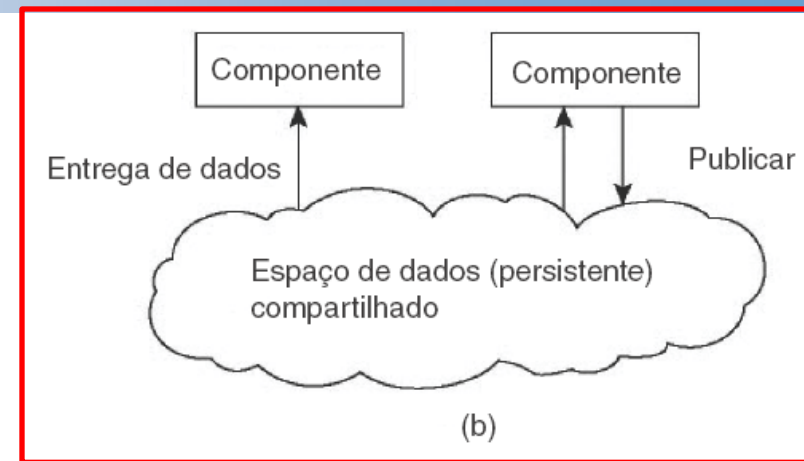 Componente
Componente
Entrega de dados
Publicar
Espaço de dados (persistente)
compartilhado
(b)